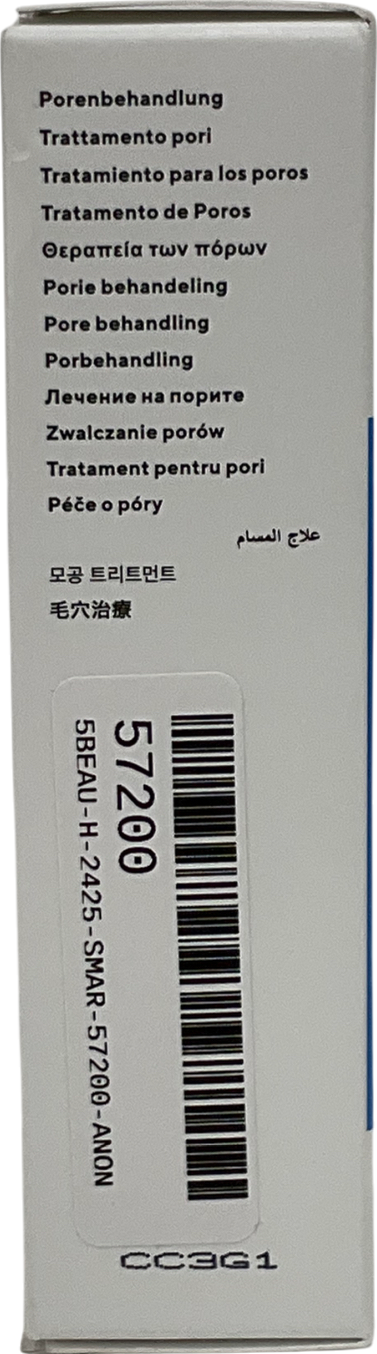 Porenbehandlung
Trattamento pori
Tratamiento para los poros
Tratamento de Poros
Θεραπεία των πόρων
Porie behandeling
Pore behandling
Porbehandling
Лечение на порите
Zwalczanie porów
Tratament pentru pori
Péče o póry
علاج المسام
모공 트리트먼트
毛穴治療
57200
5BEAU-H-2425-SMAR-57200-ANON
CC3G1